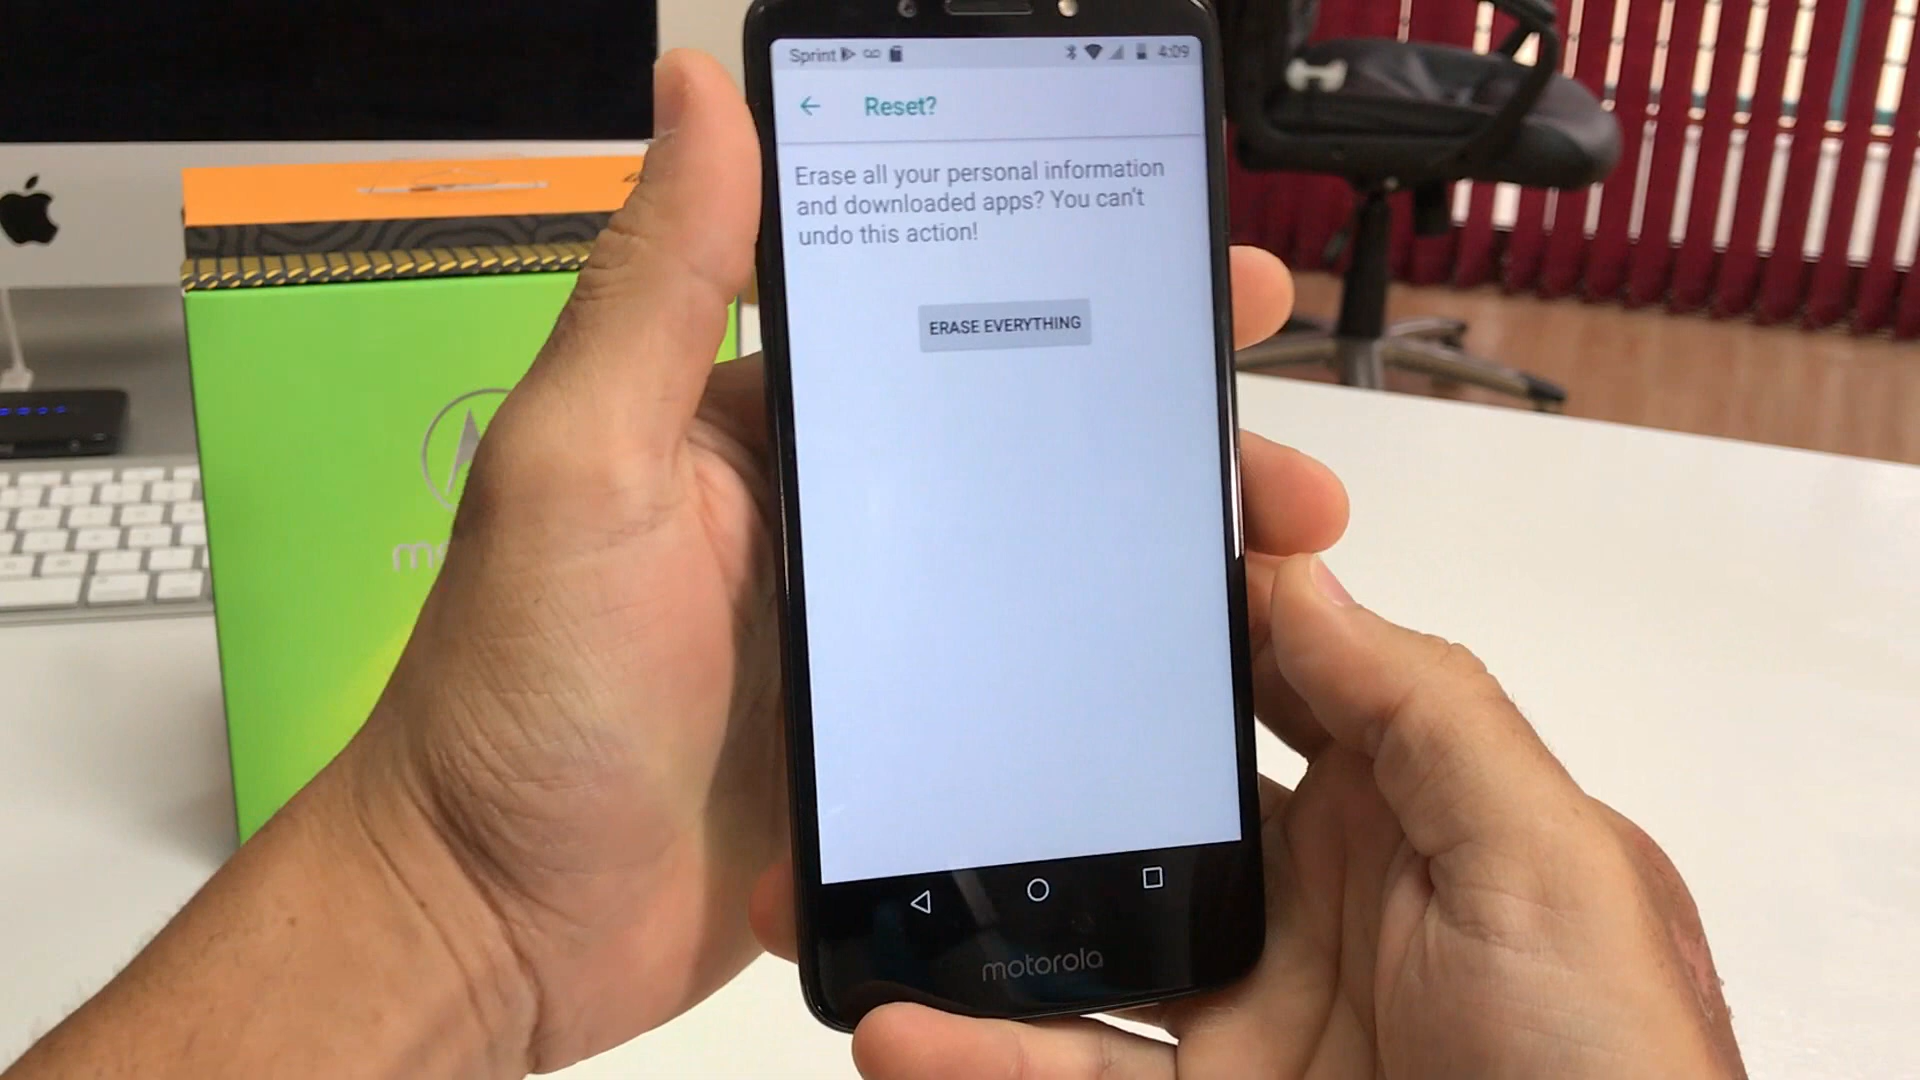 Sprint
4:09
Reset?
Erase all your personal information
and downloaded apps? You can't
undo this action!
ERASE EVERYTHING
motorola